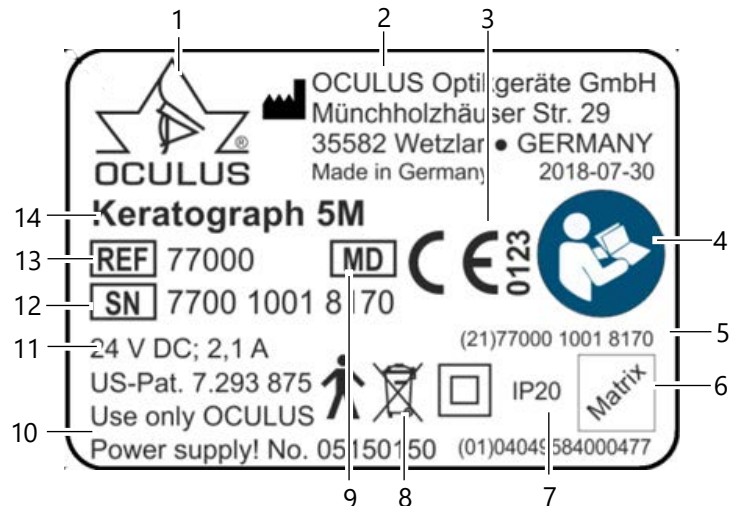 1
2
3
OCULUS Optikgeräte GmbH
Münchholzhäuser Str. 29
35582 Wetzlar ● GERMANY
Made in Germany 2018-07-30
®
OCULUS
14
Keratograph 5M
4
13
REF 77000
MD
CE
0123
12
SN 7700 1001 8170
5
11
24 V DC; 2,1 A
(21)77000 1001 8170
US-Pat. 7.293 875
IP20
Matrix
6
Use only OCULUS
10
Power supply! No. 05150150
(01)04049584000477
9
8
7